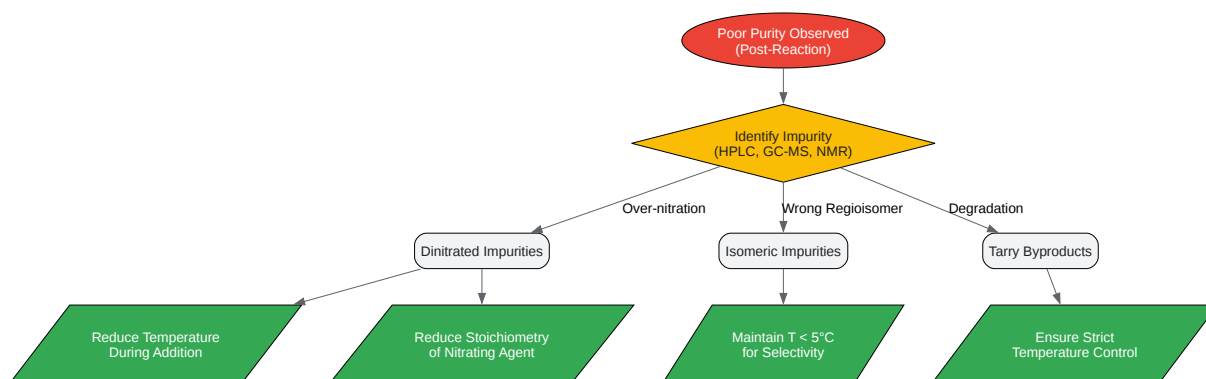 Poor Purity Observed
(Post-Reaction)
Identify Impurity
(HPLC, GC-MS, NMR)
Over-nitration
Wrong Regioisomer
Degradation
Dinitrated Impurities
Isomeric Impurities
Tarry Byproducts
Reduce Temperature
During Addition
Reduce Stoichiometry
of Nitrating Agent
Maintain T < 5°C
for Selectivity
Ensure Strict
Temperature Control